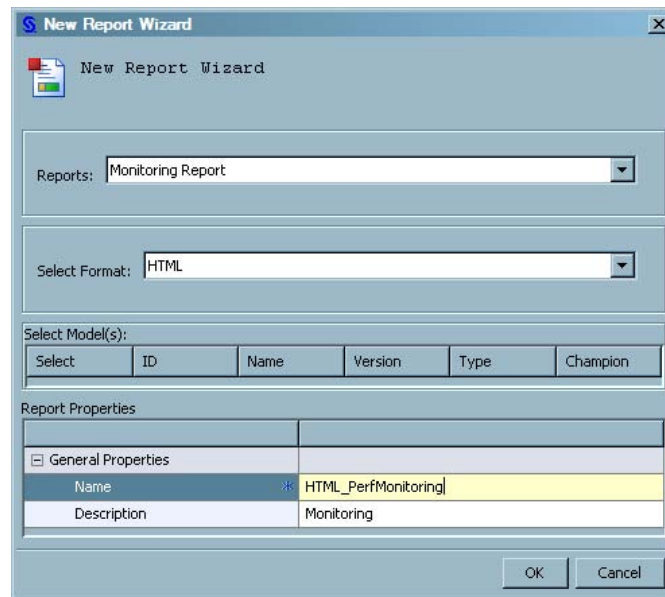 New Report Wizard
New Report Wizard
Reports: Monitoring Report
Select Format: HTML
Select Model(s):
Select ID Name Version Type Champion
Report Properties
General Properties
Name * HTML_PerfMonitoring
Description Monitoring
OK Cancel